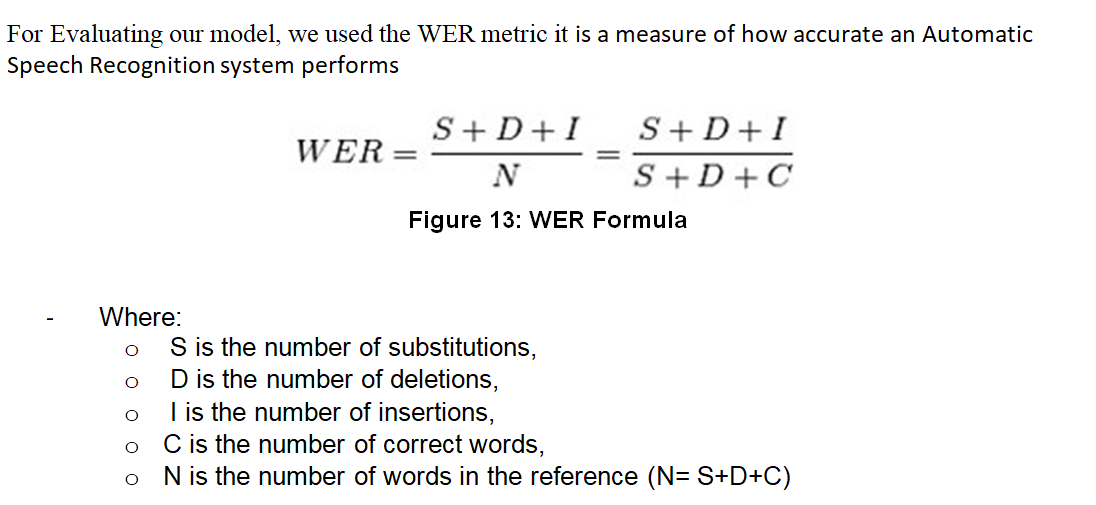 For Evaluating our model, we used the WER metric it is a measure of how accurate an Automatic
Speech Recognition system performs
WER = \frac{S + D + I}{N} = \frac{S + D + I}{S + D + C}
Figure 13: WER Formula
- Where:
o S is the number of substitutions,
o D is the number of deletions,
o I is the number of insertions,
o C is the number of correct words,
o N is the number of words in the reference (N= S+D+C)